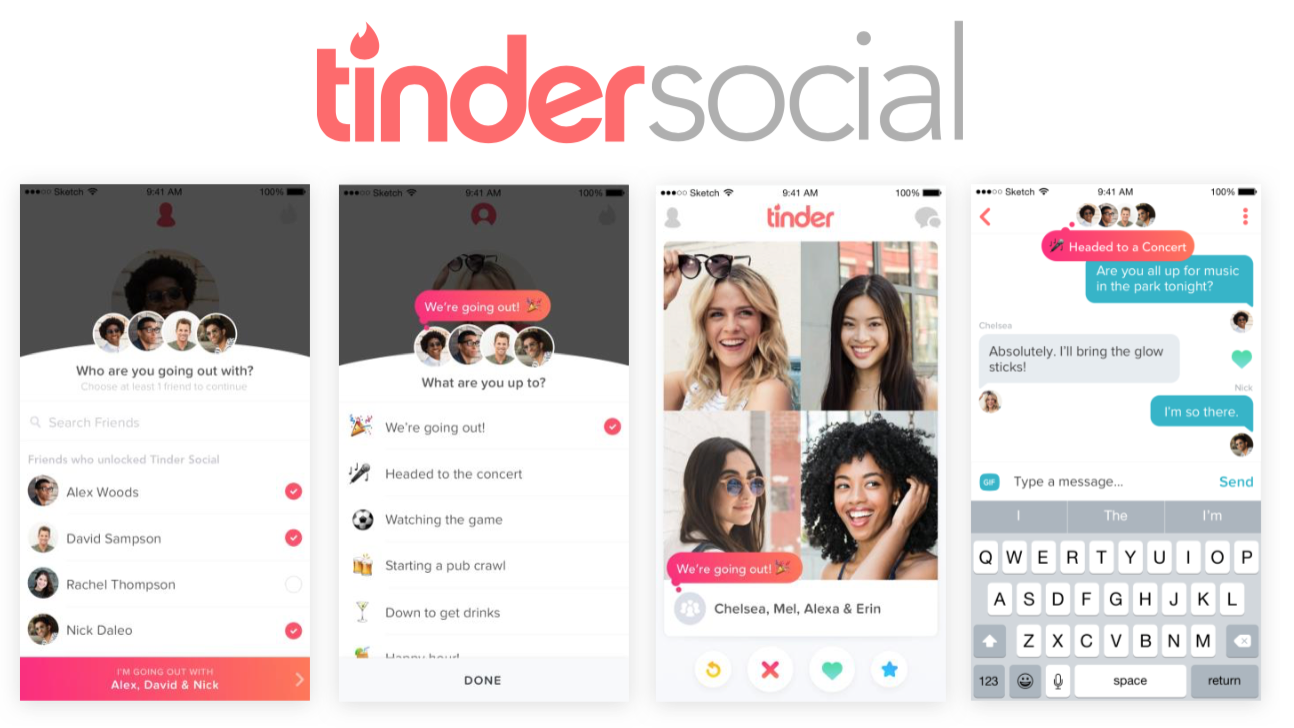 tindersocial
Sketch 9:41 AM 100%
Who are you going out with?
Choose at least 1 friend to continue
Search Friends
Friends who unlocked Tinder Social
Alex Woods
David Sampson
Rachel Thompson
Nick Daleo
I'M GOING OUT WITH
Alex, David & Nick
Sketch 9:41 AM 100%
We're going out!
What are you up to?
We're going out!
Headed to the concert
Watching the game
Starting a pub crawl
Down to get drinks
Happy hour!
DONE
Sketch 9:41 AM 100%
tinder
We're going out!
Chelsea, Mel, Alexa & Erin
Sketch 9:41 AM 100%
Headed to a Concert
Are you all up for music
in the park tonight?
Chelsea
Absolutely. I'll bring the glow
sticks!
Nick
I'm so there.
GIF Type a message... Send
I The I'm
Q W E R T Y U I O P
A S D F G H J K L
Z X C V B N M
123 space return